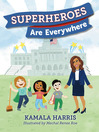 SUPERHEROES
Are Everywhere
KAMALA HARRIS
Illustrated by Mechal Renee Roe